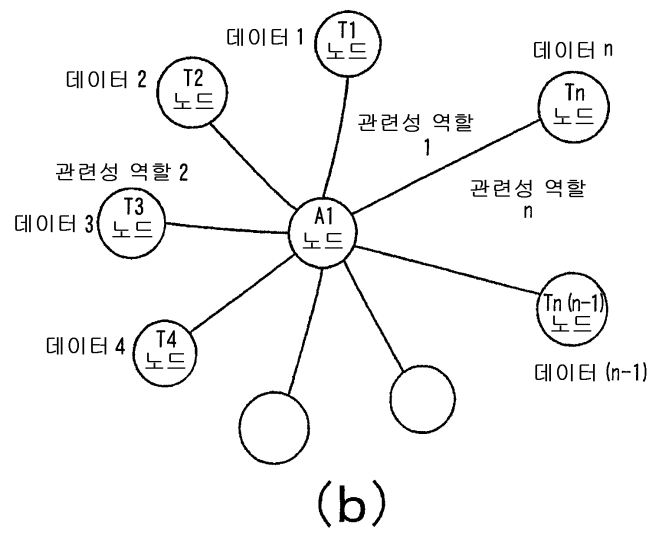 데이터 1
T1
노드
데이터 2
T2
노드
데이터 n
Tn
노드
관련성 역할
1
관련성 역할 2
관련성 역할
n
데이터 3
T3
노드
A1
노드
데이터 4
T4
노드
Tn (n-1)
노드
데이터 (n-1)
(b)